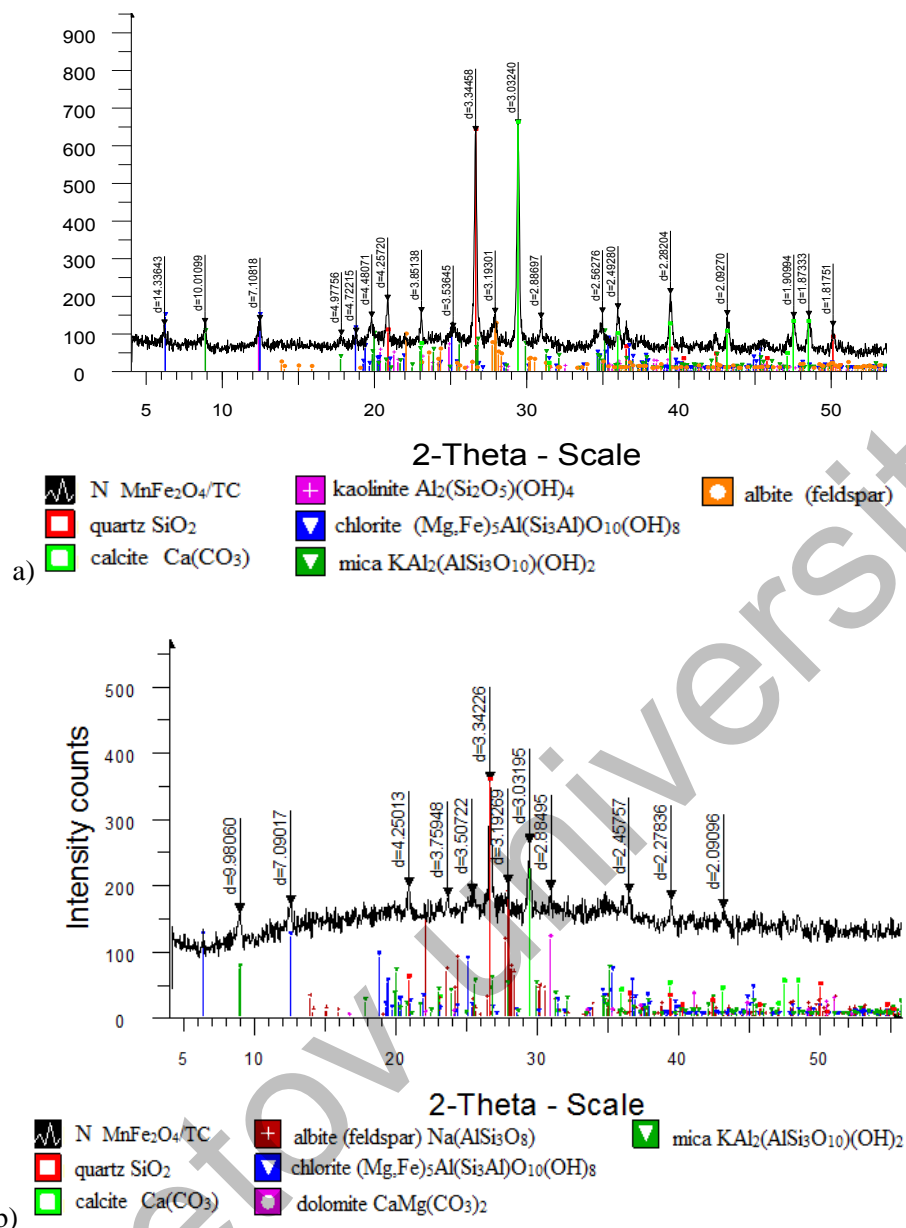 900
800
700
600
500
400
300
200
100
0
d=14.33643
d=10.01099
d=7.10818
d=4.97756
d=4.72215
d=4.48071
d=4.25720
d=3.85138
d=3.53645
d=3.34458
d=3.19301
d=3.03240
d=2.88697
d=2.56276
d=2.49280
d=2.28204
d=2.09270
d=1.90994
d=1.87333
d=1.81751
5 10 20 30 40 50
2-Theta - Scale
N MnFe₂O₄/TC
quartz SiO₂
calcite Ca(CO₃)
kaolinite Al₂(Si₂O₅)(OH)₄
chlorite (Mg,Fe)₅Al(Si₃Al)O₁₀(OH)₈
mica KAl₂(AlSi₃O₁₀)(OH)₂
albite (feldspar)
a)
Intensity counts
500
400
300
200
100
0
d=9.98060
d=7.09017
d=4.25013
d=3.75948
d=3.50722
d=3.34226
d=3.19269
d=3.03195
d=2.88495
d=2.45757
d=2.27836
d=2.09096
5 10 20 30 40 50
2-Theta - Scale
N MnFe₂O₄/TC
quartz SiO₂
calcite Ca(CO₃)
albite (feldspar) Na(AlSi₃O₈)
chlorite (Mg,Fe)₅Al(Si₃Al)O₁₀(OH)₈
dolomite CaMg(CO₃)₂
mica KAl₂(AlSi₃O₁₀)(OH)₂
b)
etov universit